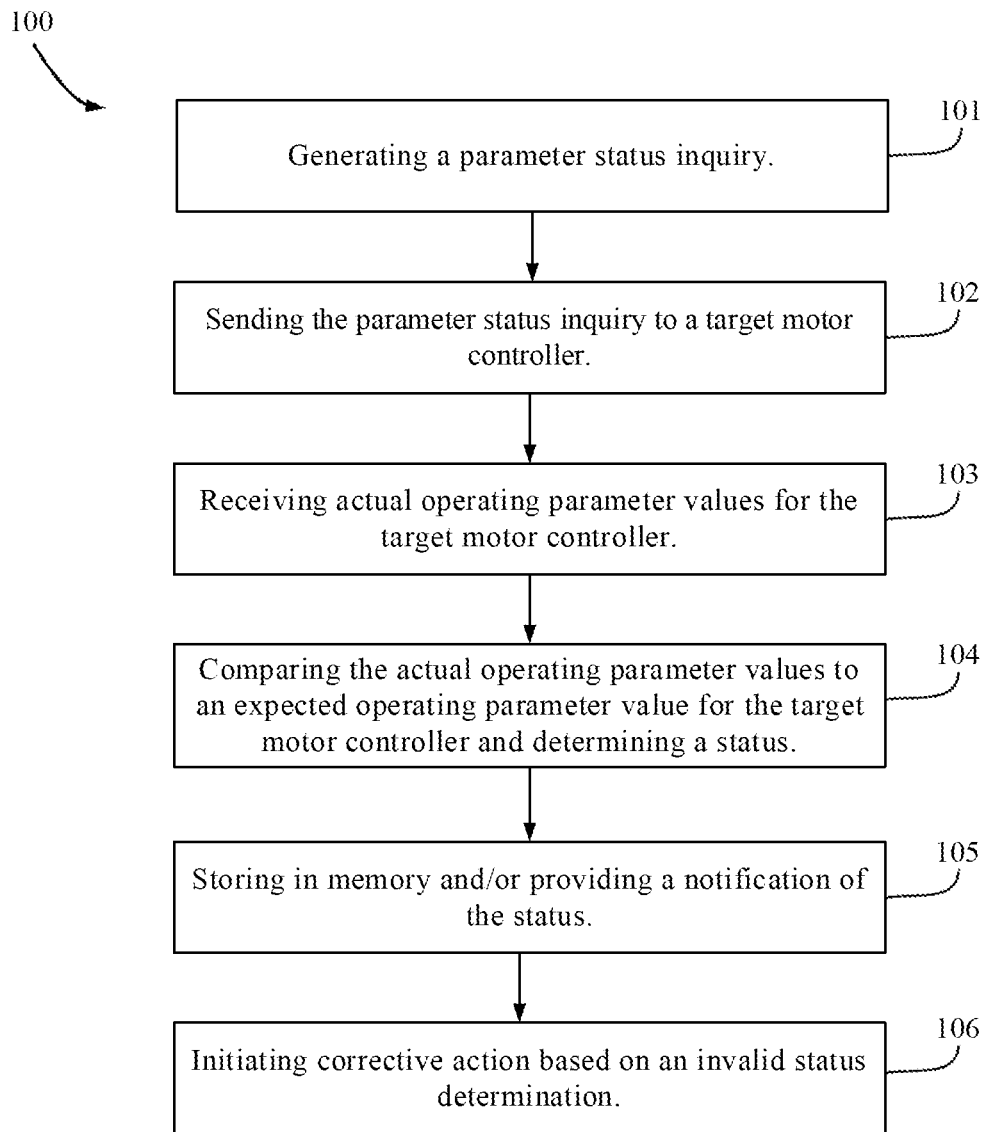 100
101
Generating a parameter status inquiry.
102
Sending the parameter status inquiry to a target motor
controller.
103
Receiving actual operating parameter values for the
target motor controller.
104
Comparing the actual operating parameter values to
an expected operating parameter value for the target
motor controller and determining a status.
105
Storing in memory and/or providing a notification of
the status.
106
Initiating corrective action based on an invalid status
determination.